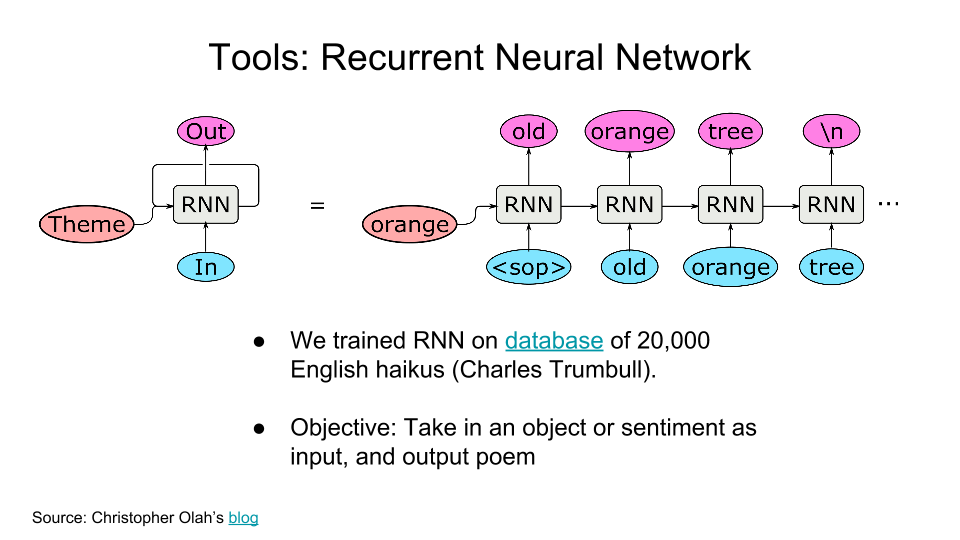 Tools: Recurrent Neural Network
Out
RNN
Theme
In
=
old
orange
tree
\n
orange
RNN
RNN
RNN
RNN
...
<sop>
old
orange
tree
● We trained RNN on database of 20,000
English haikus (Charles Trumbull).
● Objective: Take in an object or sentiment as
input, and output poem
Source: Christopher Olah’s blog